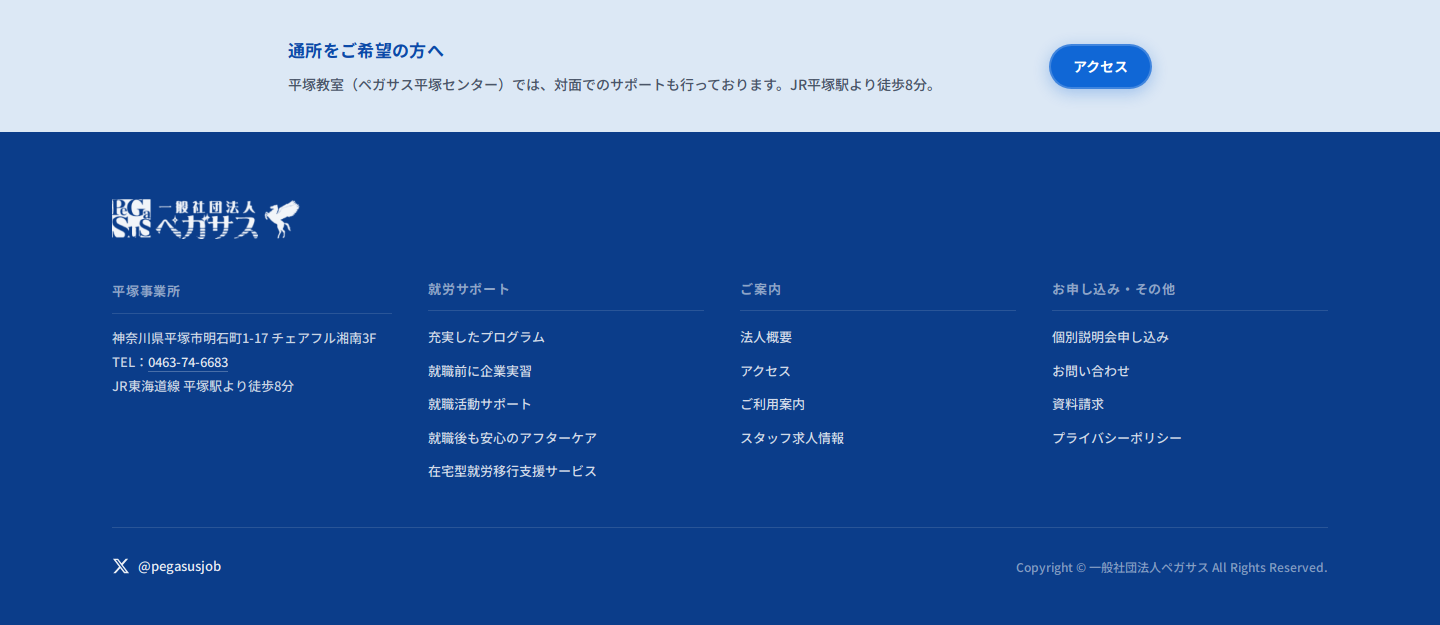 通所をご希望の方へ
平塚教室（ペガサス平塚センター）では、対面でのサポートも行っております。JR平塚駅より徒歩8分。
アクセス
PeGaSUS 一般社団法人
ペガサス
平塚事業所
神奈川県平塚市明石町1-17 チェアフル湘南3F
TEL：0463-74-6683
JR東海道線 平塚駅より徒歩8分
就労サポート
充実したプログラム
就職前に企業実習
就職活動サポート
就職後も安心のアフターケア
在宅型就労移行支援サービス
ご案内
法人概要
アクセス
ご利用案内
スタッフ求人情報
お申し込み・その他
個別説明会申し込み
お問い合わせ
資料請求
プライバシーポリシー
@pegasusjob
Copyright © 一般社団法人ペガサス All Rights Reserved.